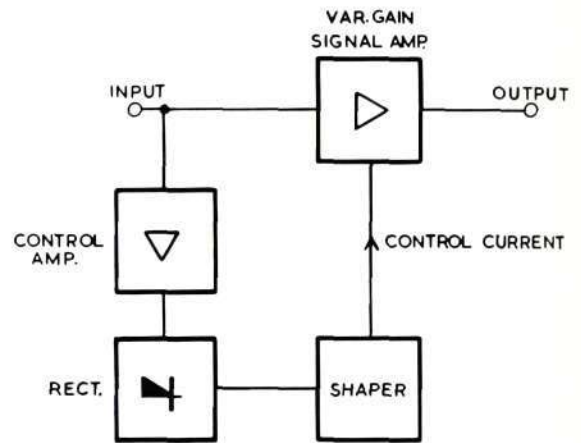 VAR. GAIN
SIGNAL AMP.
INPUT
OUTPUT
CONTROL
AMP.
CONTROL CURRENT
RECT.
SHAPER